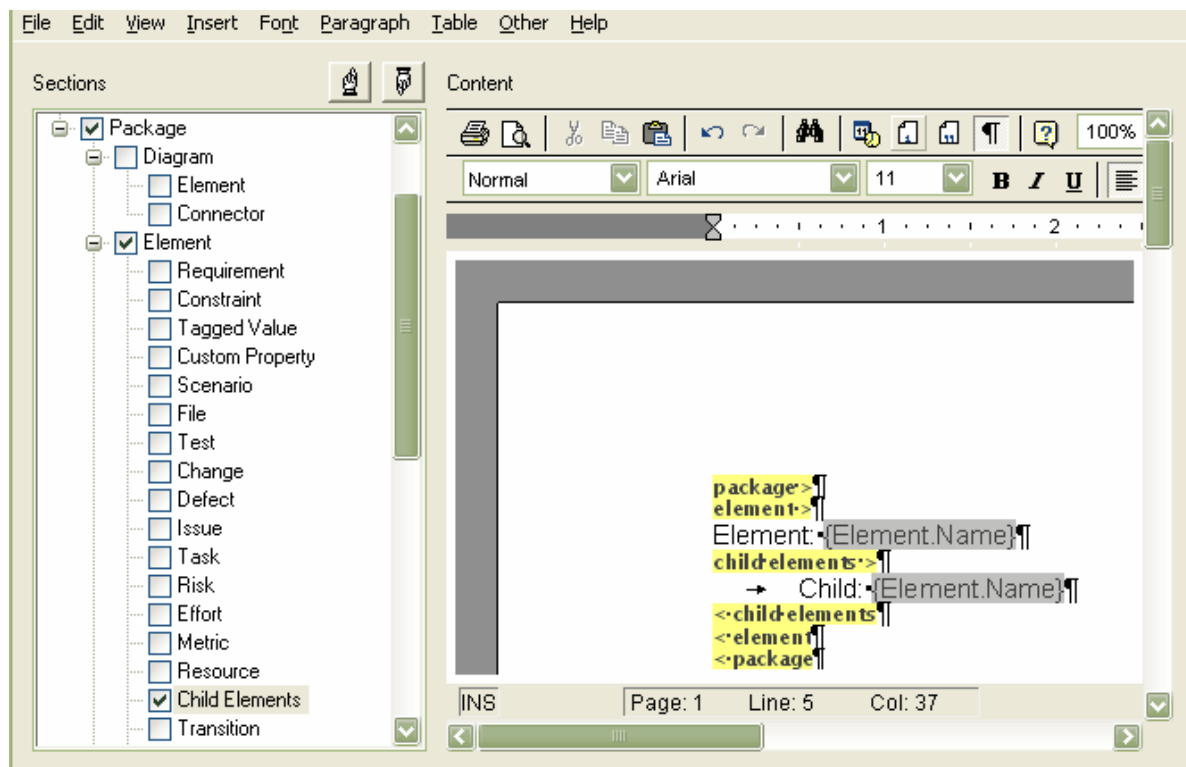 File Edit View Insert Font Paragraph Table Other Help
Sections
Content
Package
Diagram
Element
Connector
Element
Requirement
Constraint
Tagged Value
Custom Property
Scenario
File
Test
Change
Defect
Issue
Task
Risk
Effort
Metric
Resource
Child Elements
Transition
100%
Normal Arial 11 B I U
1 2
package >¶
element >¶
Element: {Element.Name}¶
child elements >¶
→ Child: {Element.Name}¶
< child elements¶
< element¶
< package¶
INS Page: 1 Line: 5 Col: 37